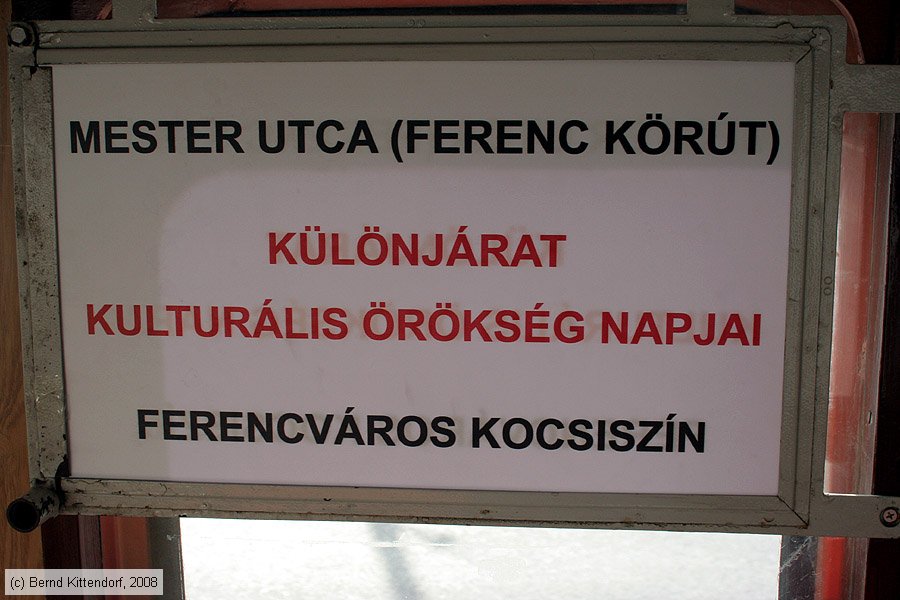 MESTER UTCA (FERENC KÖRÚT)
KÜLÖNJÁRAT
KULTURÁLIS ÖRÖKSÉG NAPJAI
FERENCVÁROS KOCSISZÍN
(c) Bernd Kittendorf, 2008